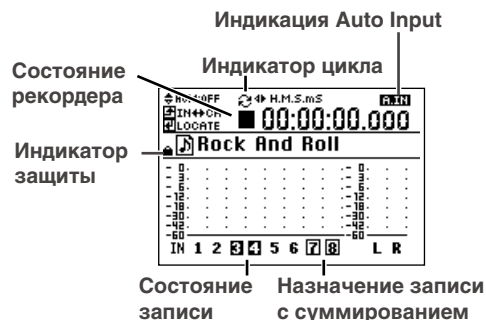 Индикация Auto Input
Индикатор цикла
Состояние
рекордера
H.M.S.mS
A.IN
IN↔CH
LOCATE
00:00:00.000
Индикатор
защиты
Rock And Roll
- 0 -
- 6 -
-12-
-18-
-30-
-42-
-60
IN 1 2 3 4 5 6 7 8 L R
Состояние
записи
Назначение записи
с суммированием